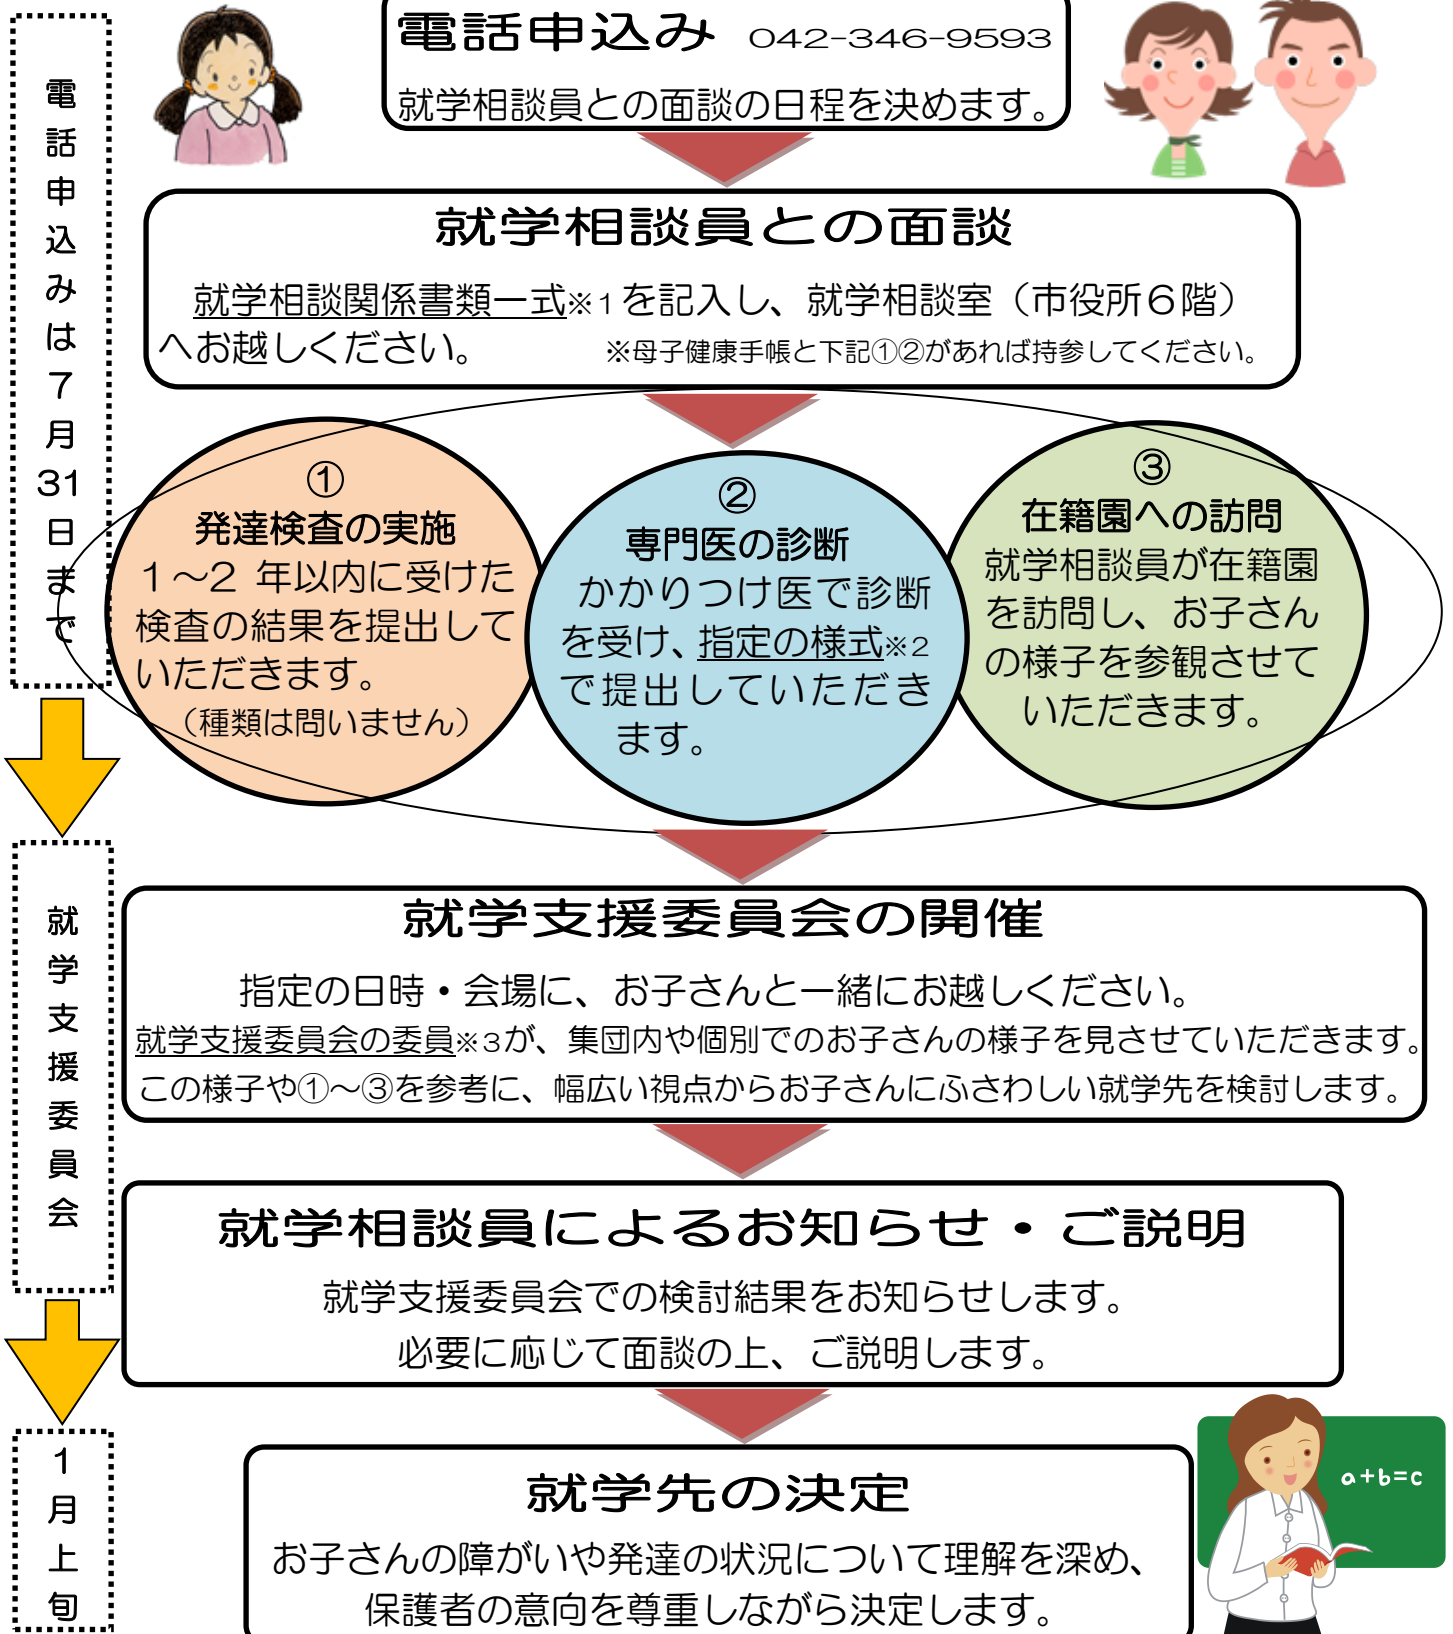 電話申込みは7月31日まで
電話申込み 042-346-9593
就学相談員との面談の日程を決めます。
就学相談員との面談
就学相談関係書類一式※1を記入し、就学相談室（市役所６階）
へお越しください。 ※母子健康手帳と下記①②があれば持参してください。
①
発達検査の実施
１～２ 年以内に受けた
検査の結果を提出して
いただきます。
（種類は問いません）
②
専門医の診断
かかりつけ医で診断
を受け、指定の様式※2
で提出していただき
ます。
③
在籍園への訪問
就学相談員が在籍園
を訪問し、お子さん
の様子を参観させて
いただきます。
就学支援委員会
就学支援委員会の開催
指定の日時・会場に、お子さんと一緒にお越しください。
就学支援委員会の委員※3が、集団内や個別でのお子さんの様子を見させていただきます。
この様子や①～③を参考に、幅広い視点からお子さんにふさわしい就学先を検討します。
就学相談員によるお知らせ・ご説明
就学支援委員会での検討結果をお知らせします。
必要に応じて面談の上、ご説明します。
1月上旬
就学先の決定
お子さんの障がいや発達の状況について理解を深め、
保護者の意向を尊重しながら決定します。
a+b=c